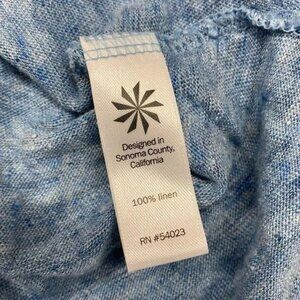 Designed in
Sonoma County,
California
100% linen
RN #54023